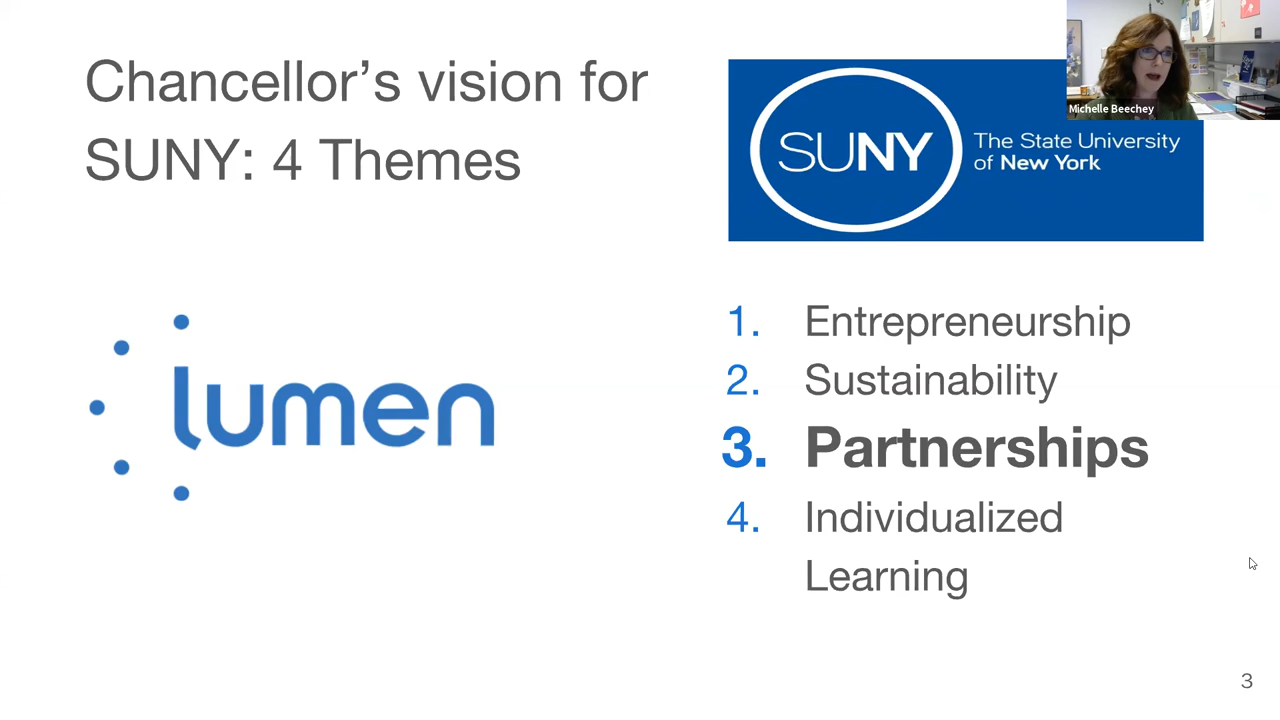 Chancellor's vision for
SUNY: 4 Themes
SUNY
The State University
of New York
Michelle Beechey
lumen
1. Entrepreneurship
2. Sustainability
3. Partnerships
4. Individualized
Learning
3